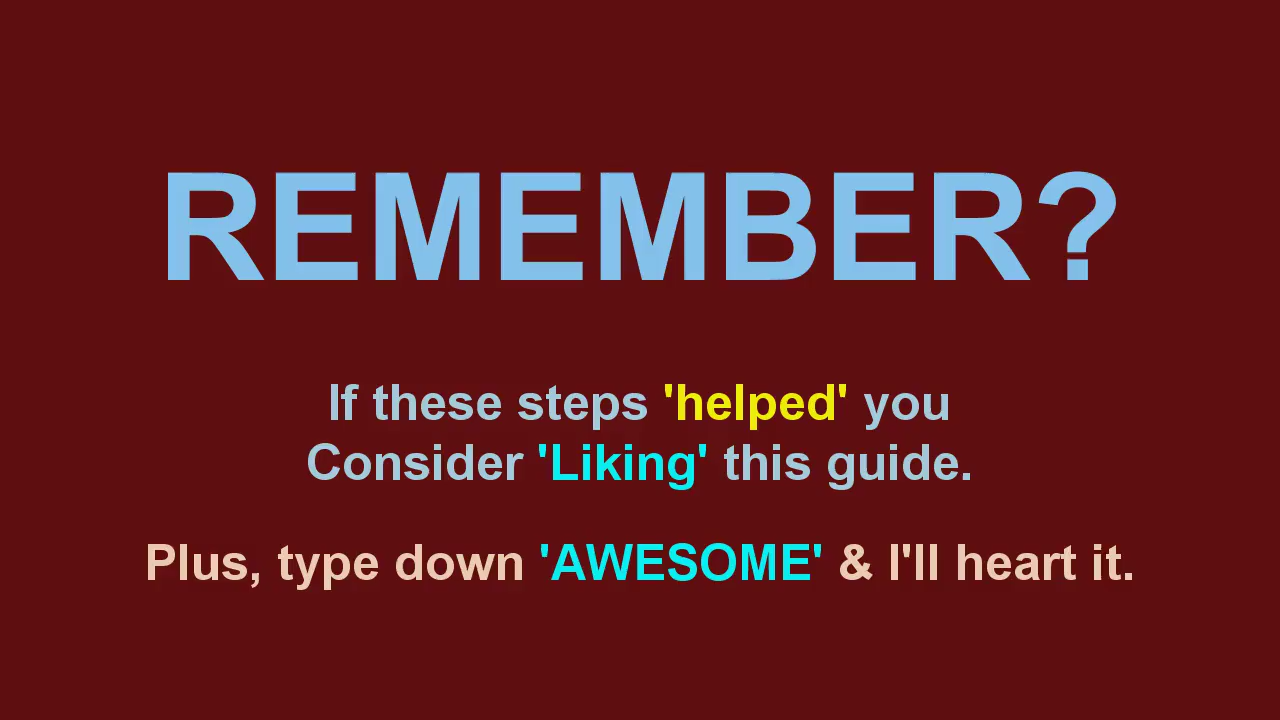 REMEMBER?
If these steps 'helped' you
Consider 'Liking' this guide.
Plus, type down 'AWESOME' & I'll heart it.